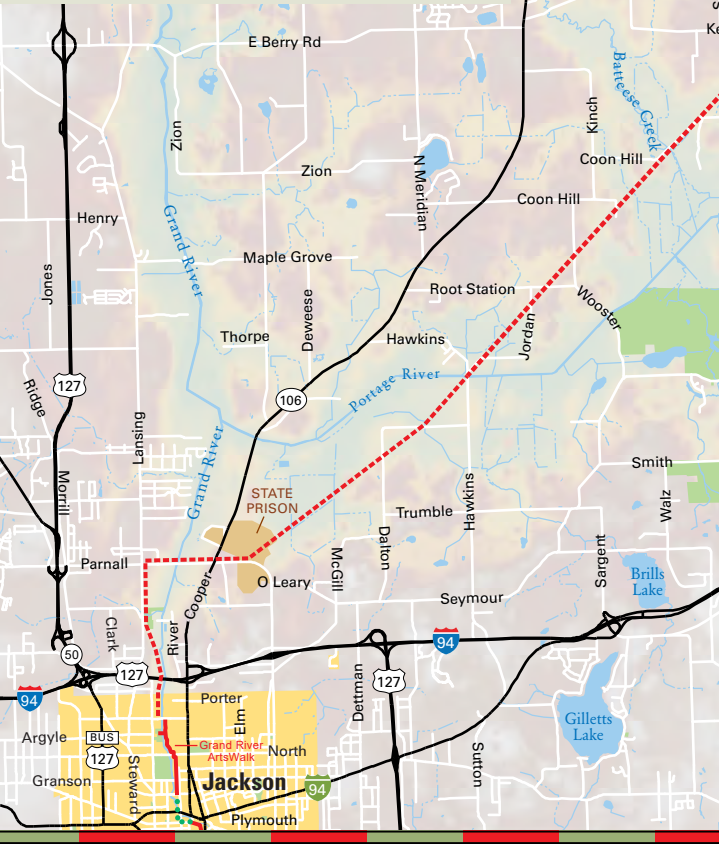 E Berry Rd
Ke
Batteese Creek
Kinch
Zion
Coon Hill
Zion
N Meridian
Coon Hill
Henry
Grand River
Maple Grove
Jones
Root Station
Wooster
Deweese
Thorpe
Hawkins
Jordan
127
Ridge
106
Portage River
Lansing
Grand River
Smith
Morrill
STATE
PRISON
Hawkins
Walz
Trumble
Dalton
Sargent
Parnall
McGill
O Leary
Brills
Lake
Cooper
Seymour
Clark
River
94
50
127
127
Dettman
94
Porter
Elm
Gilletts
Lake
Argyle
BUS
127
Grand River
ArtsWalk
North
Sutton
Steward
Granson
Jackson
94
Plymouth